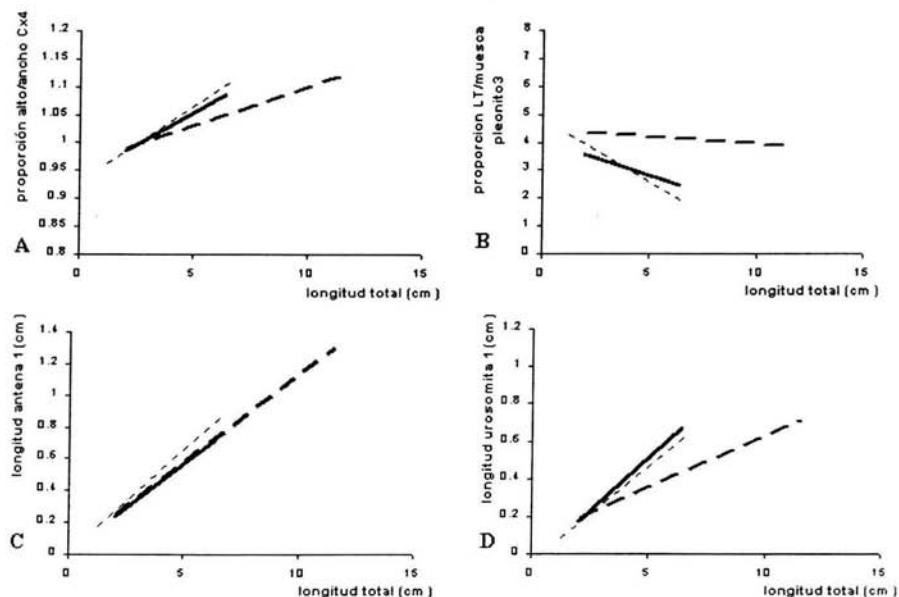 proporción alto/ancho Cx4
1.2
1.15
1.1
1.05
1
0.95
0.9
0.85
0.8
A
0 5 10 15
longitud total (cm)
proporcion LT/muesca
pleonito3
8
7
6
5
4
3
2
1
0
B
0 5 10 15
longitud total (cm)
longitud antena 1 (cm)
1.4
1.2
1
0.8
0.6
0.4
0.2
0
C
0 5 10 15
longitud total (cm)
longitud urosomita 1 (cm)
1.2
1
0.8
0.6
0.4
0.2
0
D
0 5 10 15
longitud total (cm)